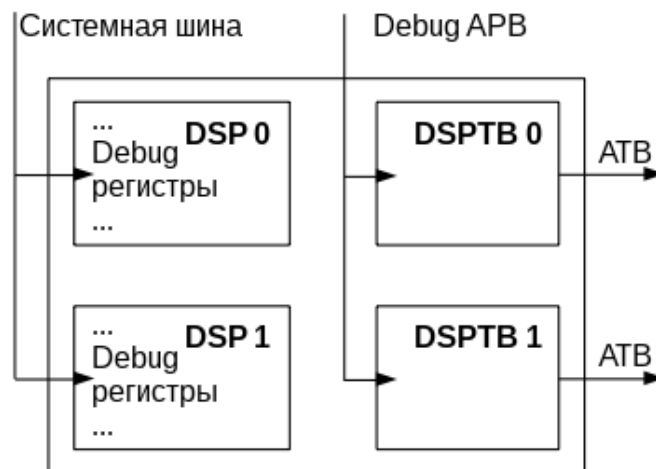 Системная шина
Debug APB
...
DSP 0
Debug
регистры
...
DSPTB 0
ATB
...
DSP 1
Debug
регистры
...
DSPTB 1
ATB